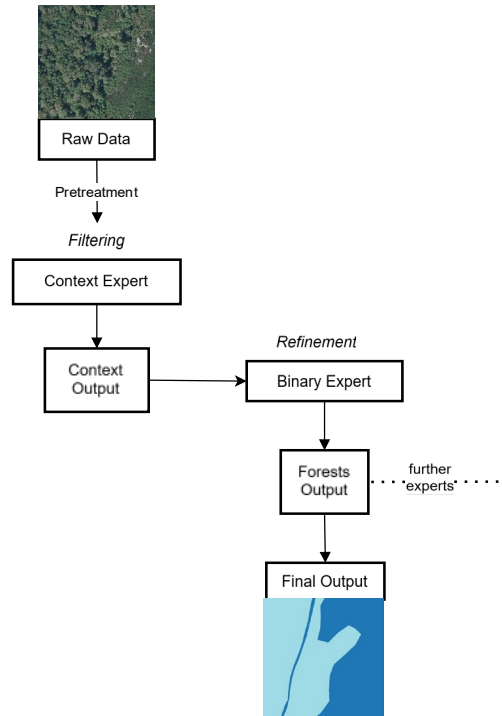 Raw Data
Pretreatment
Filtering
Context Expert
Context
Output
Refinement
Binary Expert
Forests
Output
further
experts
Final Output